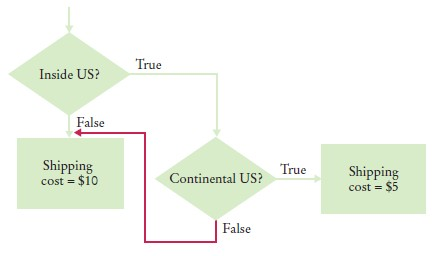 Inside US?
True
False
Shipping
cost = $10
Continental US?
True
Shipping
cost = $5
False